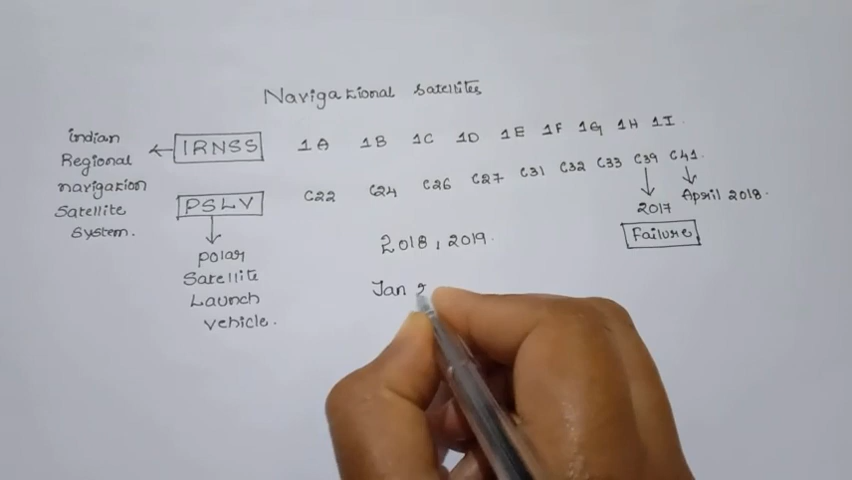 Navigational satellites
Indian
Regional
navigation
Satellite
System.
IRNSS 1A 1B 1C 1D 1E 1F 1G 1H 1I
PSLV C22 C24 C26 C27 C31 C32 C33 C39 C41.
2017 April 2018.
Failure
polar
Satellite
Launch
vehicle.
2018, 2019.
Jan